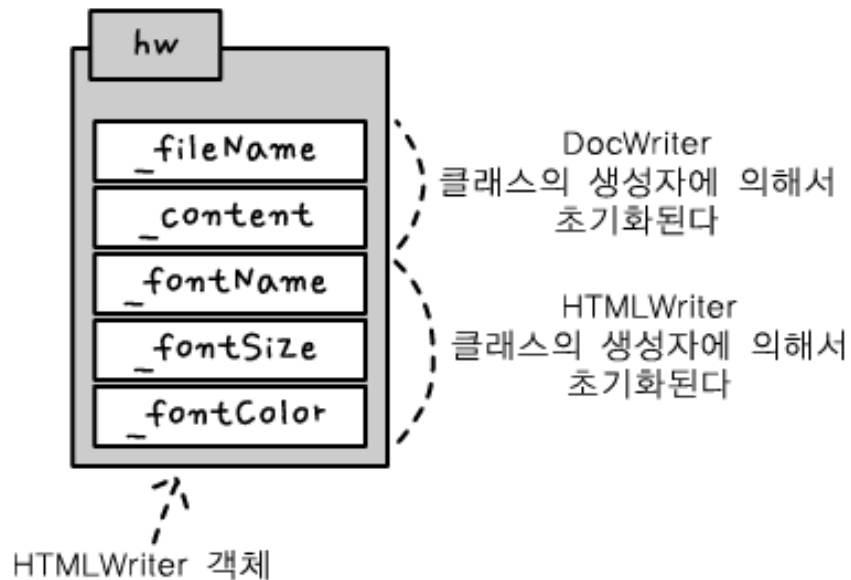 hw
_fileName
_content
_fontName
_fontSize
_fontColor
DocWriter
클래스의 생성자에 의해서
초기화된다
HTMLWriter
클래스의 생성자에 의해서
초기화된다
HTMLWriter 객체